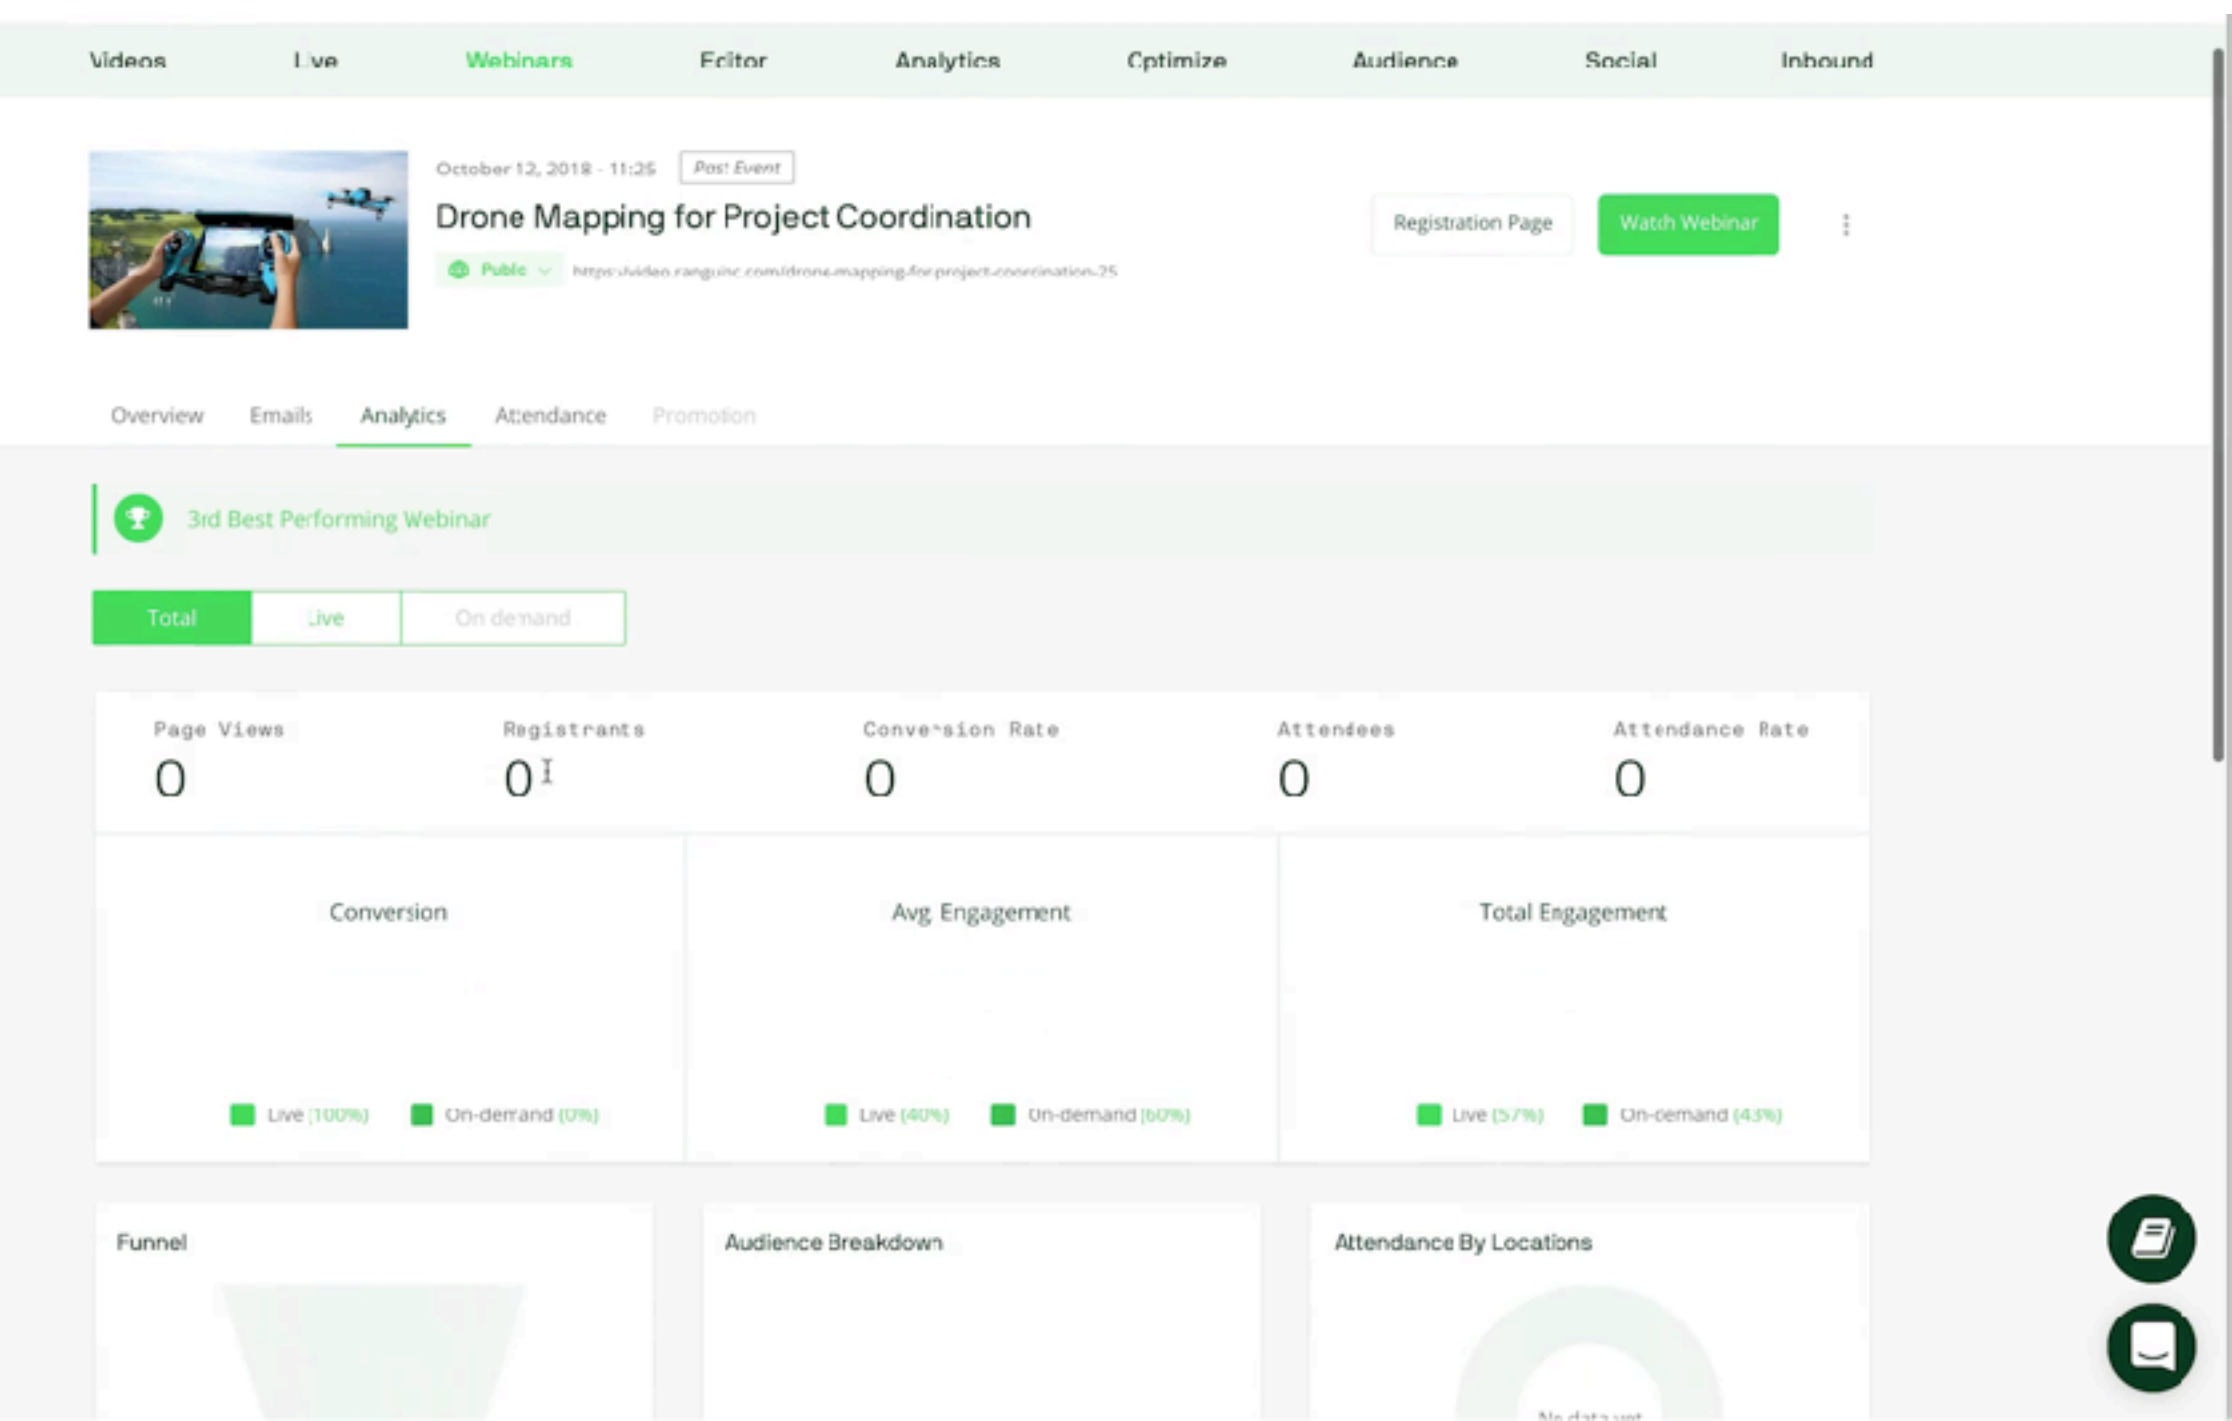 Videos Live Webinars Editor Analytics Optimize Audience Social Inbound
October 12, 2018 - 11:25 Past Event
Drone Mapping for Project Coordination
Registration Page Watch Webinar
Public
Overview Emails Analytics Attendance Promotion
3rd Best Performing Webinar
Total Live On demand
Page Views Registrants Conversion Rate Attendees Attendance Rate
0 0 0 0 0
Conversion Avg Engagement Total Engagement
Live (100%) On-demand (0%) Live (40%) On-demand (60%) Live (57%) On-demand (43%)
Funnel Audience Breakdown Attendance By Locations
No data yet